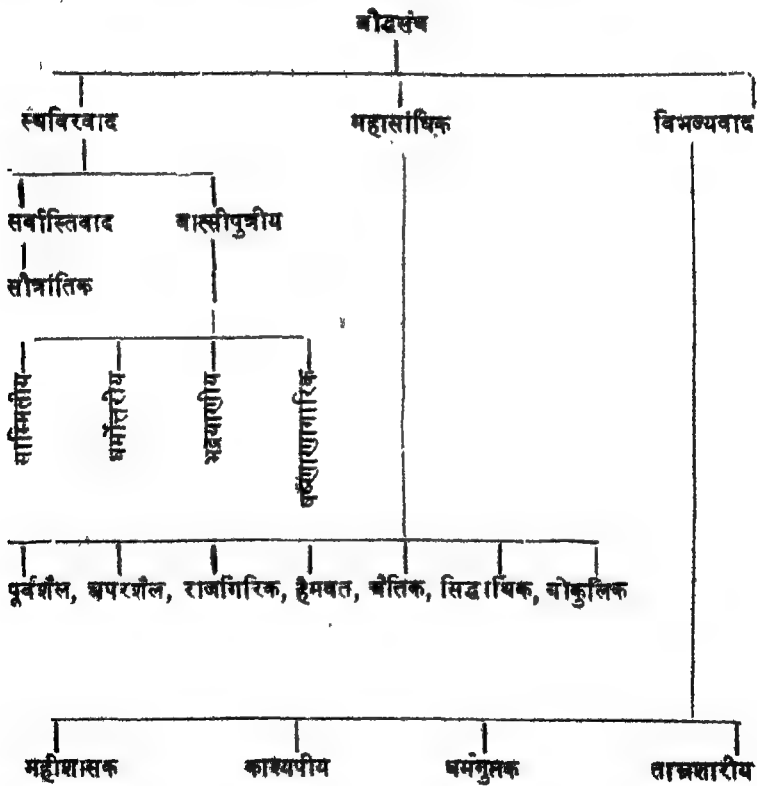 बौद्धसंघ
स्थविरवाद महासांघिक विभज्यवाद
सर्वास्तिवाद वात्सीपुत्रीय
सौत्रांतिक
साम्मितीय
धर्मोत्तरीय
भद्रयाणीय
षण्णागारिक
पूर्वशैल, अपरशैल, राजगिरिक, हैमवत, चैतिक, सिद्धार्थिक, गोकुलिक
महीशासक काश्यपीय धर्मगुप्तक ताम्रशारीय